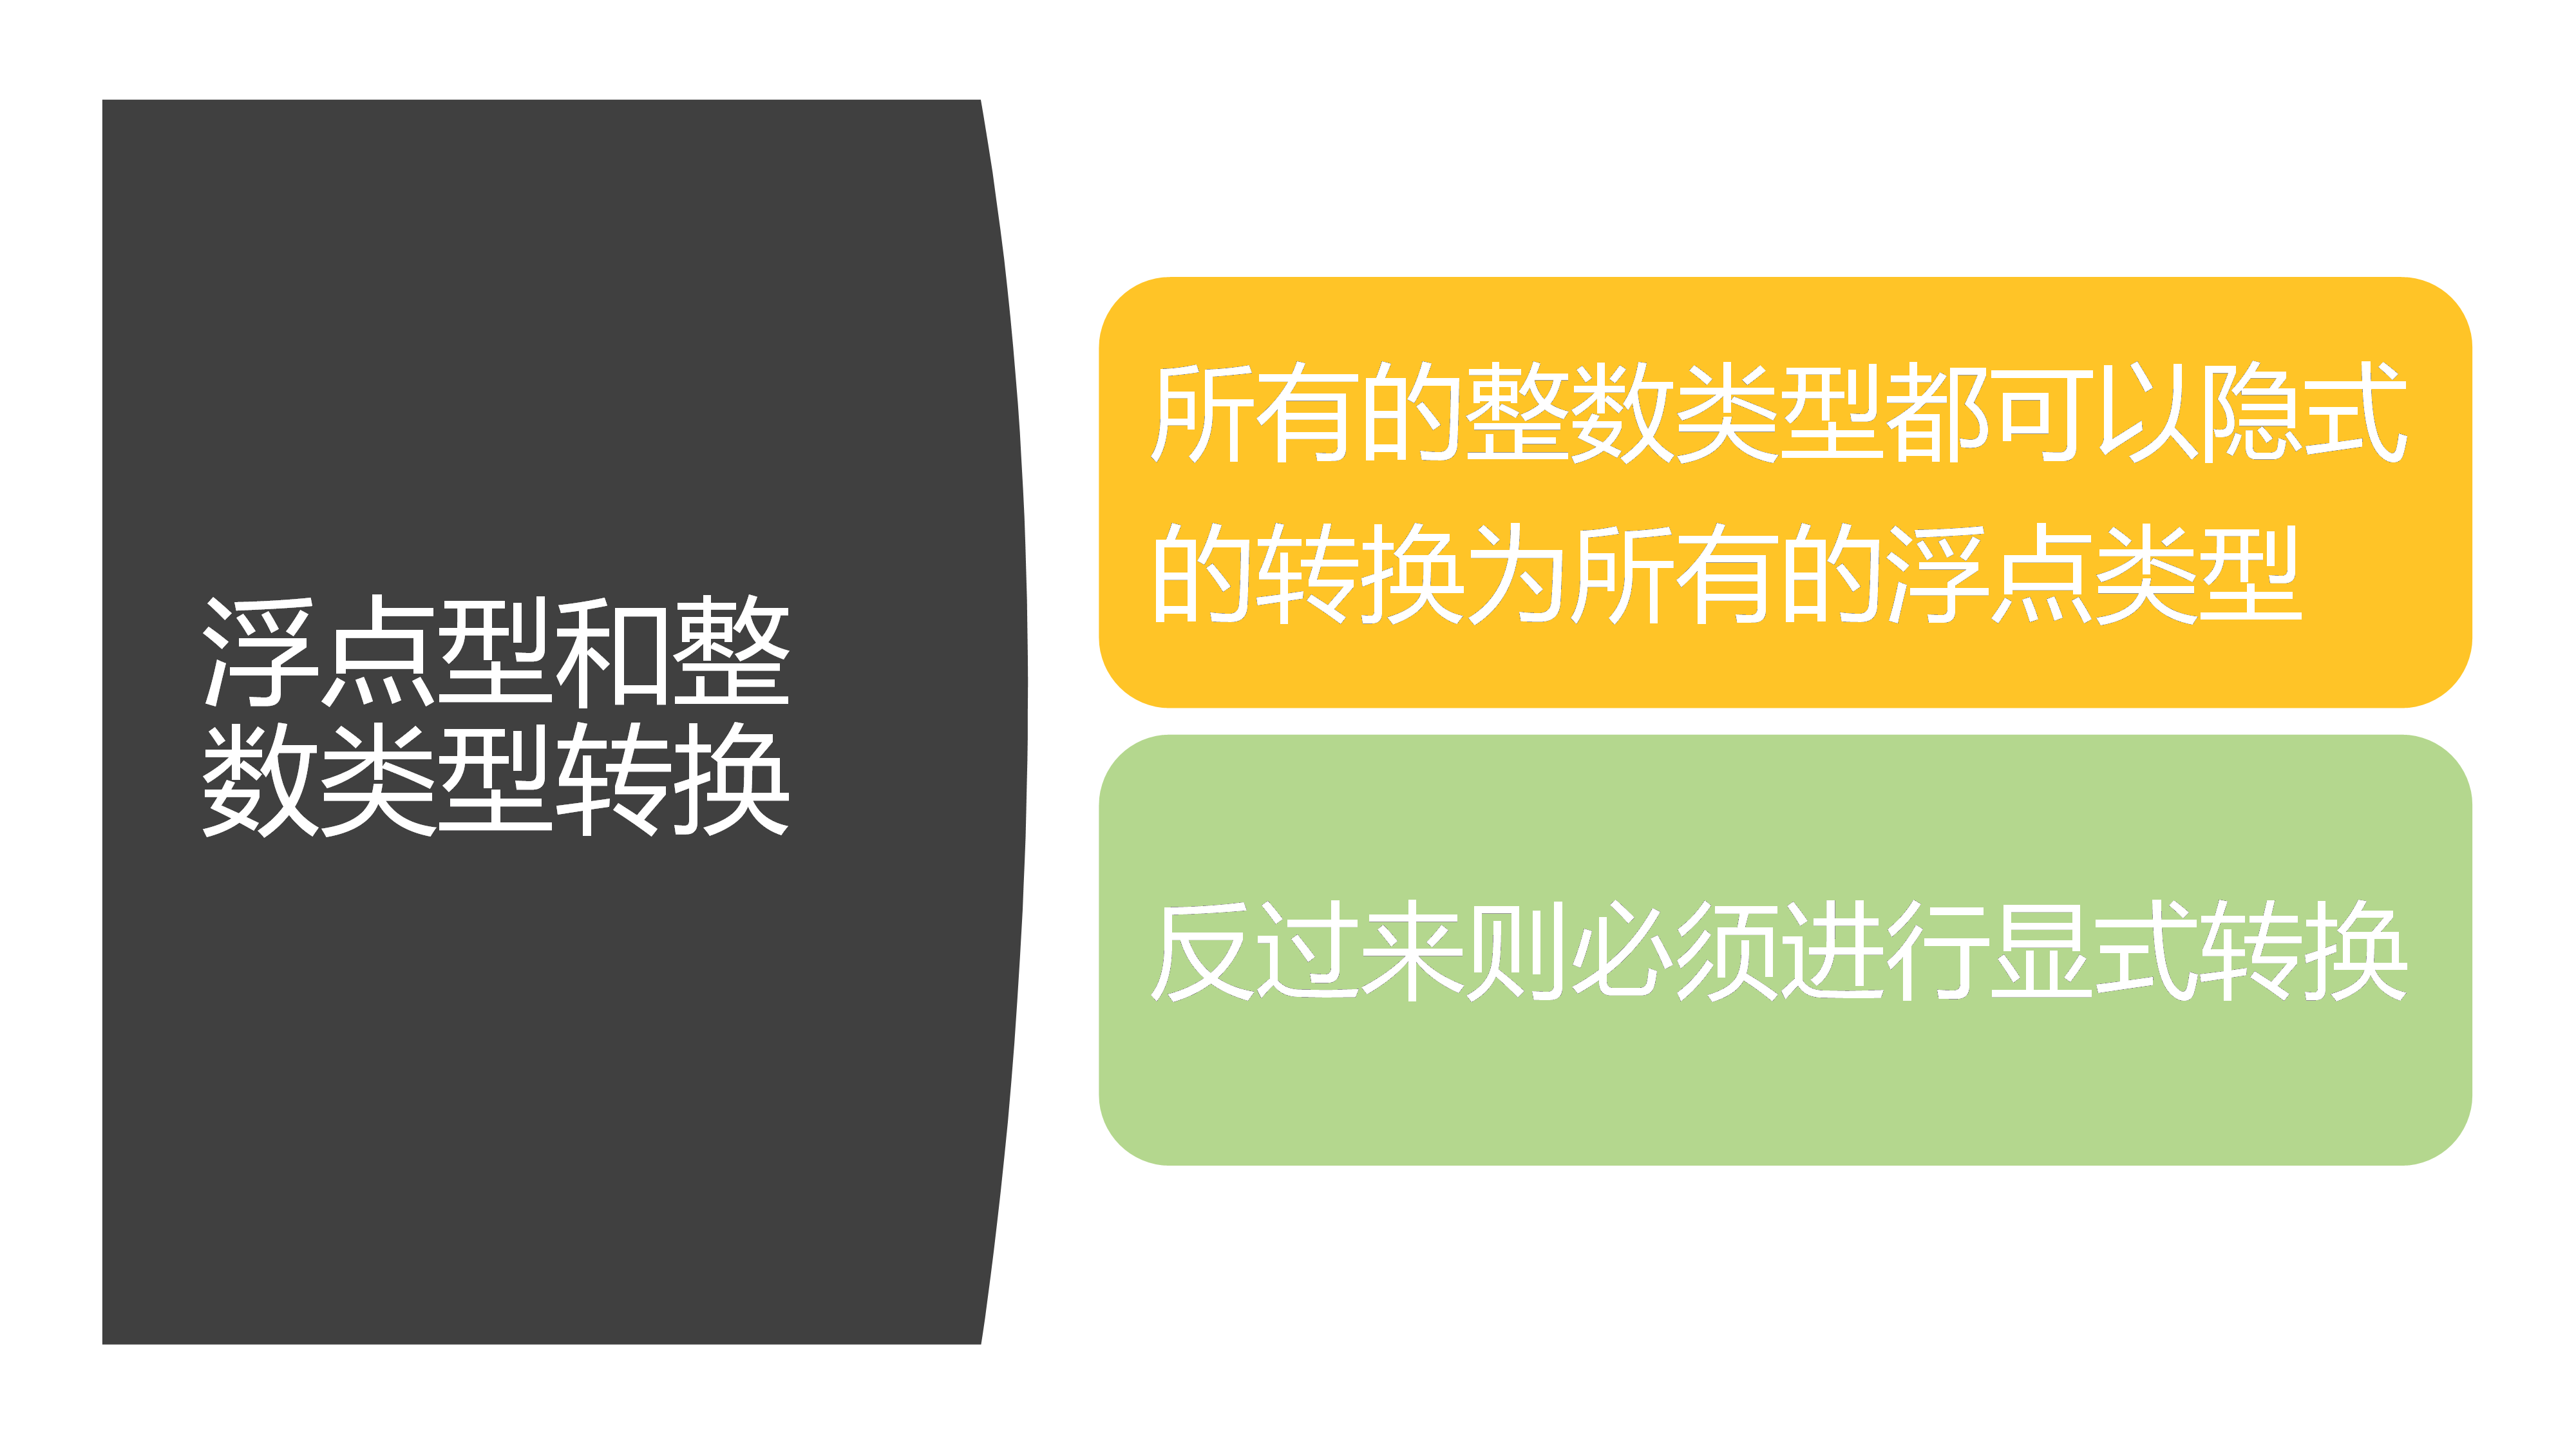 浮点型和整
数类型转换
所有的整数类型都可以隐式
的转换为所有的浮点类型
反过来则必须进行显式转换